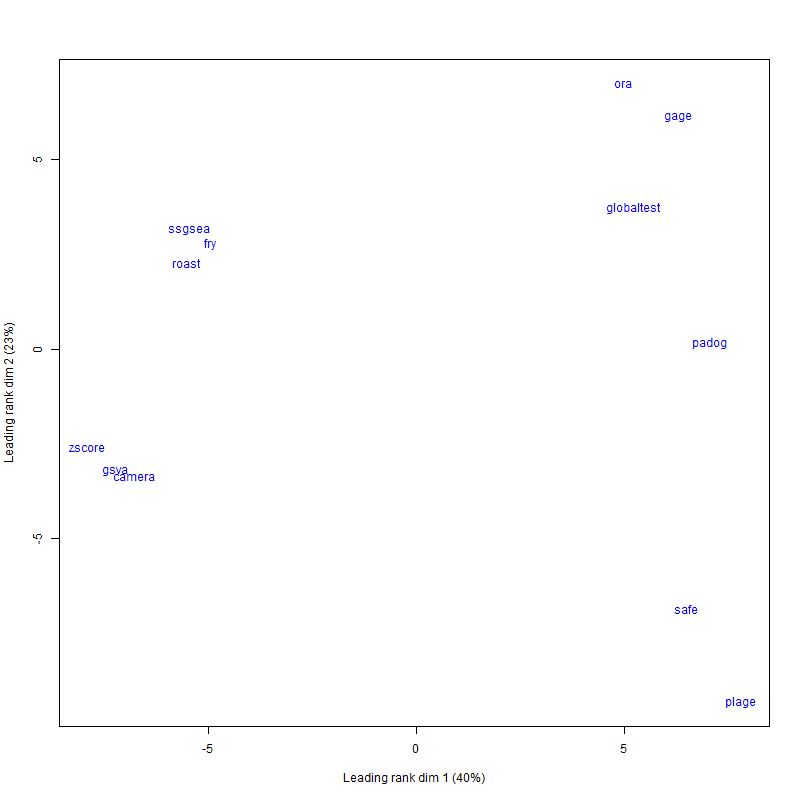 ora
gage
5
globaltest
ssgsea
fry
roast
Leading rank dim 2 (23%)
0
padog
zscore
gsva
camera
-5
safe
plage
-5
0
5
Leading rank dim 1 (40%)